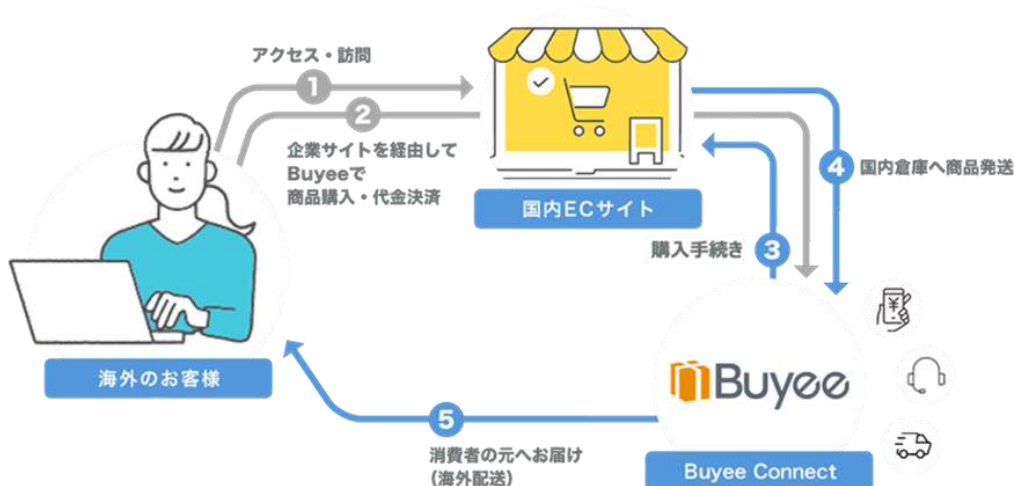 アクセス・訪問
1
2
企業サイトを経由して
Buyeeで
商品購入・代金決済
国内ECサイト
4 国内倉庫へ商品発送
購入手続き 3
¥
海外のお客様
Buyee
5
消費者の元へお届け
(海外配送)
Buyee Connect